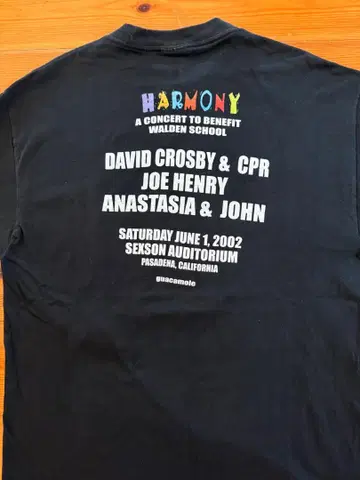 HARMONY
A CONCERT TO BENEFIT
WALDEN SCHOOL
DAVID CROSBY & CPR
JOE HENRY
ANASTASIA & JOHN
SATURDAY JUNE 1, 2002
SEXSON AUDITORIUM
PASADENA, CALIFORNIA
guacamole